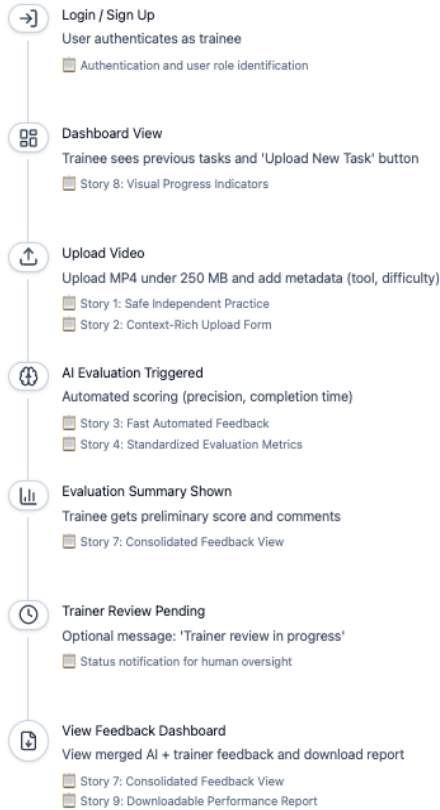 Login / Sign Up
User authenticates as trainee
Authentication and user role identification
Dashboard View
Trainee sees previous tasks and 'Upload New Task' button
Story 8: Visual Progress Indicators
Upload Video
Upload MP4 under 250 MB and add metadata (tool, difficulty)
Story 1: Safe Independent Practice
Story 2: Context-Rich Upload Form
AI Evaluation Triggered
Automated scoring (precision, completion time)
Story 3: Fast Automated Feedback
Story 4: Standardized Evaluation Metrics
Evaluation Summary Shown
Trainee gets preliminary score and comments
Story 7: Consolidated Feedback View
Trainer Review Pending
Optional message: 'Trainer review in progress'
Status notification for human oversight
View Feedback Dashboard
View merged AI + trainer feedback and download report
Story 7: Consolidated Feedback View
Story 9: Downloadable Performance Report